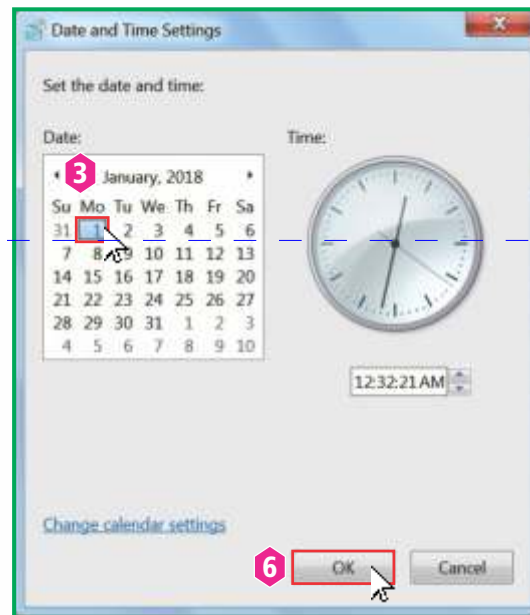 Date and Time Settings
Set the date and time:
Date:
Time:
3
January, 2018
Su Mo Tu We Th Fr Sa
31 1 2 3 4 5 6
7 8 9 10 11 12 13
14 15 16 17 18 19 20
21 22 23 24 25 26 27
28 29 30 31 1 2 3
4 5 6 7 8 9 10
12:32:21 AM
Change calendar settings
6
OK
Cancel